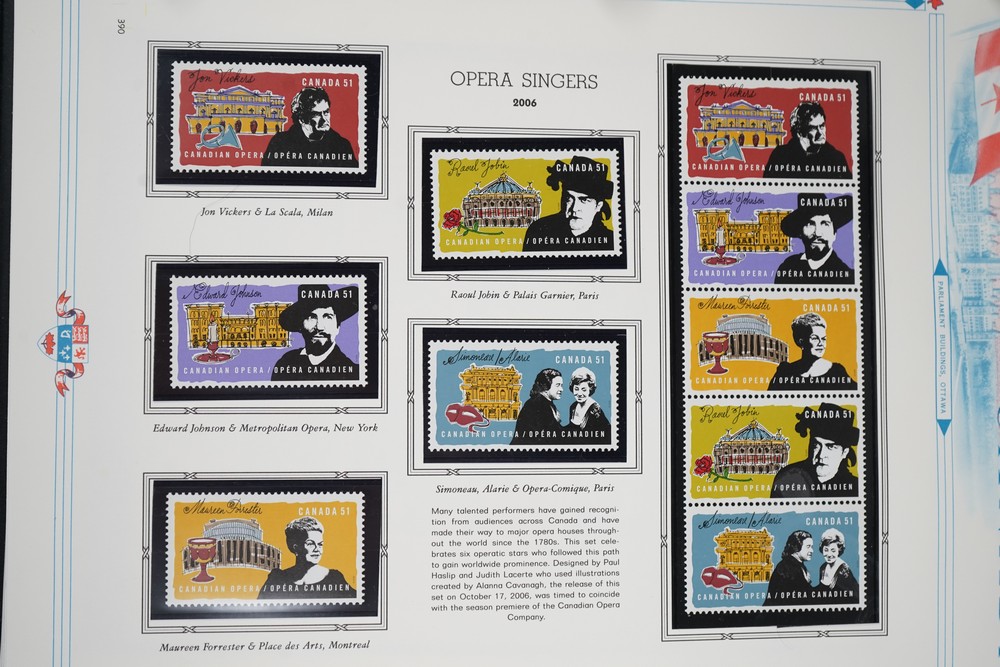 390
OPERA SINGERS
2006
Jon Vickers
CANADA 51
CANADIAN OPERA / OPÉRA CANADIEN
Jon Vickers & La Scala, Milan
Edward Johnson
CANADA 51
CANADIAN OPERA / OPÉRA CANADIEN
Edward Johnson & Metropolitan Opera, New York
Maureen Forrester
CANADA 51
CANADIAN OPERA / OPÉRA CANADIEN
Maureen Forrester & Place des Arts, Montreal
Raoul Jobin
CANADA 51
CANADIAN OPERA / OPÉRA CANADIEN
Raoul Jobin & Palais Garnier, Paris
Simoneau / Alarie
CANADA 51
CANADIAN OPERA / OPÉRA CANADIEN
Simoneau, Alarie & Opera-Comique, Paris
Many talented performers have gained recogni-
tion from audiences across Canada and have
made their way to major opera houses through-
out the world since the 1780s. This set cele-
brates six operatic stars who followed this path
to gain worldwide prominence. Designed by Paul
Haslip and Judith Lacerte who used illustrations
created by Alanna Cavanagh, the release of this
set on October 17, 2006, was timed to coincide
with the season premiere of the Canadian Opera
Company.
Jon Vickers
CANADA 51
CANADIAN OPERA / OPÉRA CANADIEN
Edward Johnson
CANADA 51
CANADIAN OPERA / OPÉRA CANADIEN
Maureen Forrester
CANADA 51
CANADIAN OPERA / OPÉRA CANADIEN
Raoul Jobin
CANADA 51
CANADIAN OPERA / OPÉRA CANADIEN
Simoneau / Alarie
CANADA 51
CANADIAN OPERA / OPÉRA CANADIEN
PARLIAMENT BUILDINGS, OTTAWA